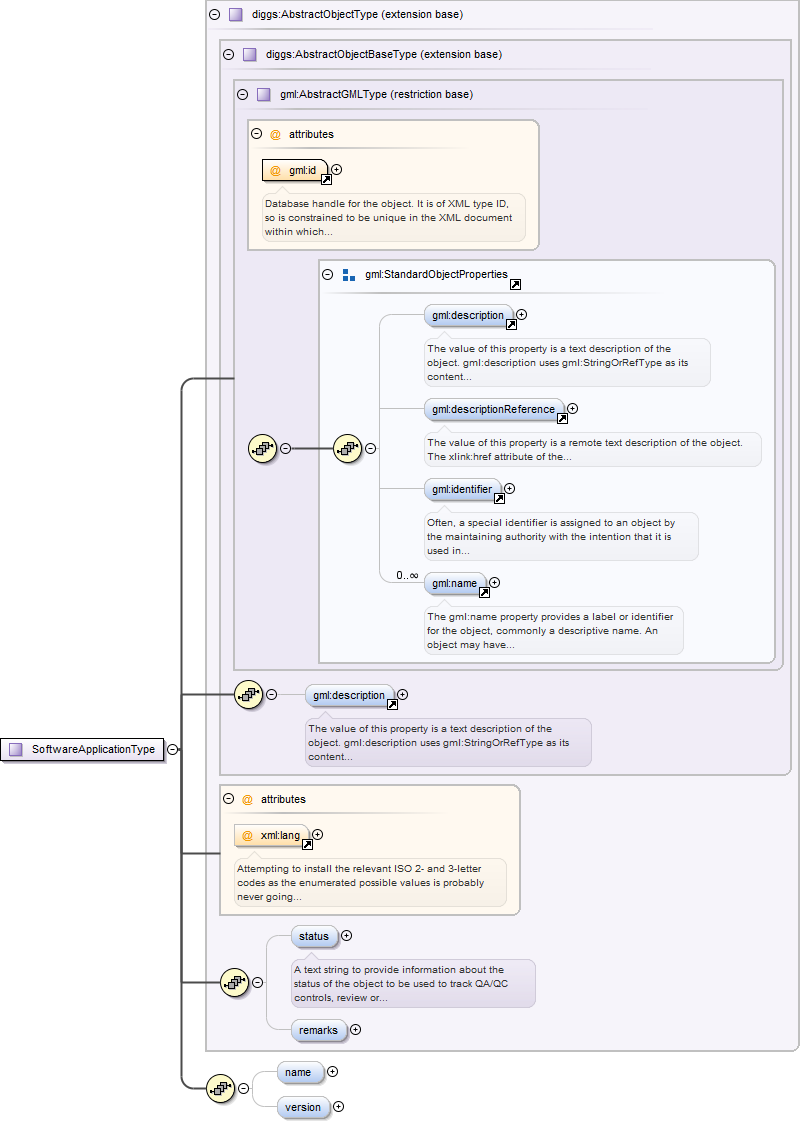 diggs:AbstractObjectType (extension base)
diggs:AbstractObjectBaseType (extension base)
gml:AbstractGMLType (restriction base)
@ attributes
@ gml:id
Database handle for the object. It is of XML type ID,
so is constrained to be unique in the XML document
within which...
gml:StandardObjectProperties
gml:description
The value of this property is a text description of the
object. gml:description uses gml:StringOrRefType as its
content...
gml:descriptionReference
The value of this property is a remote text description of the object.
The xlink:href attribute of the...
gml:identifier
Often, a special identifier is assigned to an object by
the maintaining authority with the intention that it is
used in...
0..∞
gml:name
The gml:name property provides a label or identifier
for the object, commonly a descriptive name. An
object may have...
gml:description
The value of this property is a text description of the
object. gml:description uses gml:StringOrRefType as its
content...
SoftwareApplicationType
@ attributes
@ xml:lang
Attempting to install the relevant ISO 2- and 3-letter
codes as the enumerated possible values is probably
never going...
status
A text string to provide information about the
status of the object to be used to track QA/QC
controls, review or...
remarks
name
version